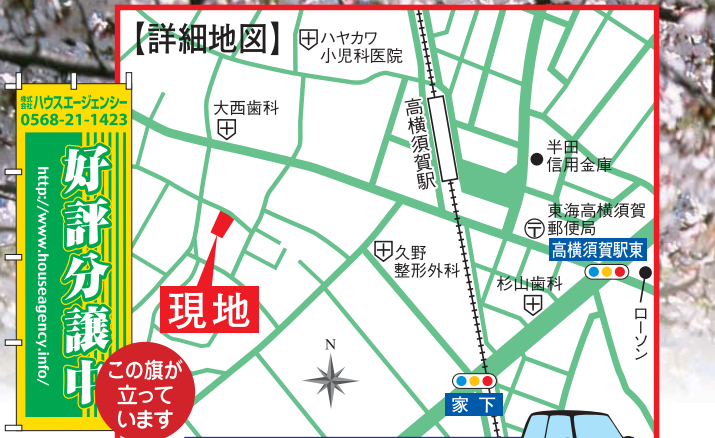 【詳細地図】
ハヤカワ
小児科医院
大西歯科
高横須賀駅
半田
信用金庫
東海高横須賀
郵便局
高横須賀駅東
久野
整形外科
杉山歯科
ローソン
現地
N
家下
株式会社ハウスエージェンシー
0568-21-1423
好評分譲中
http://www.houseagency.info/
この旗が
立って
います